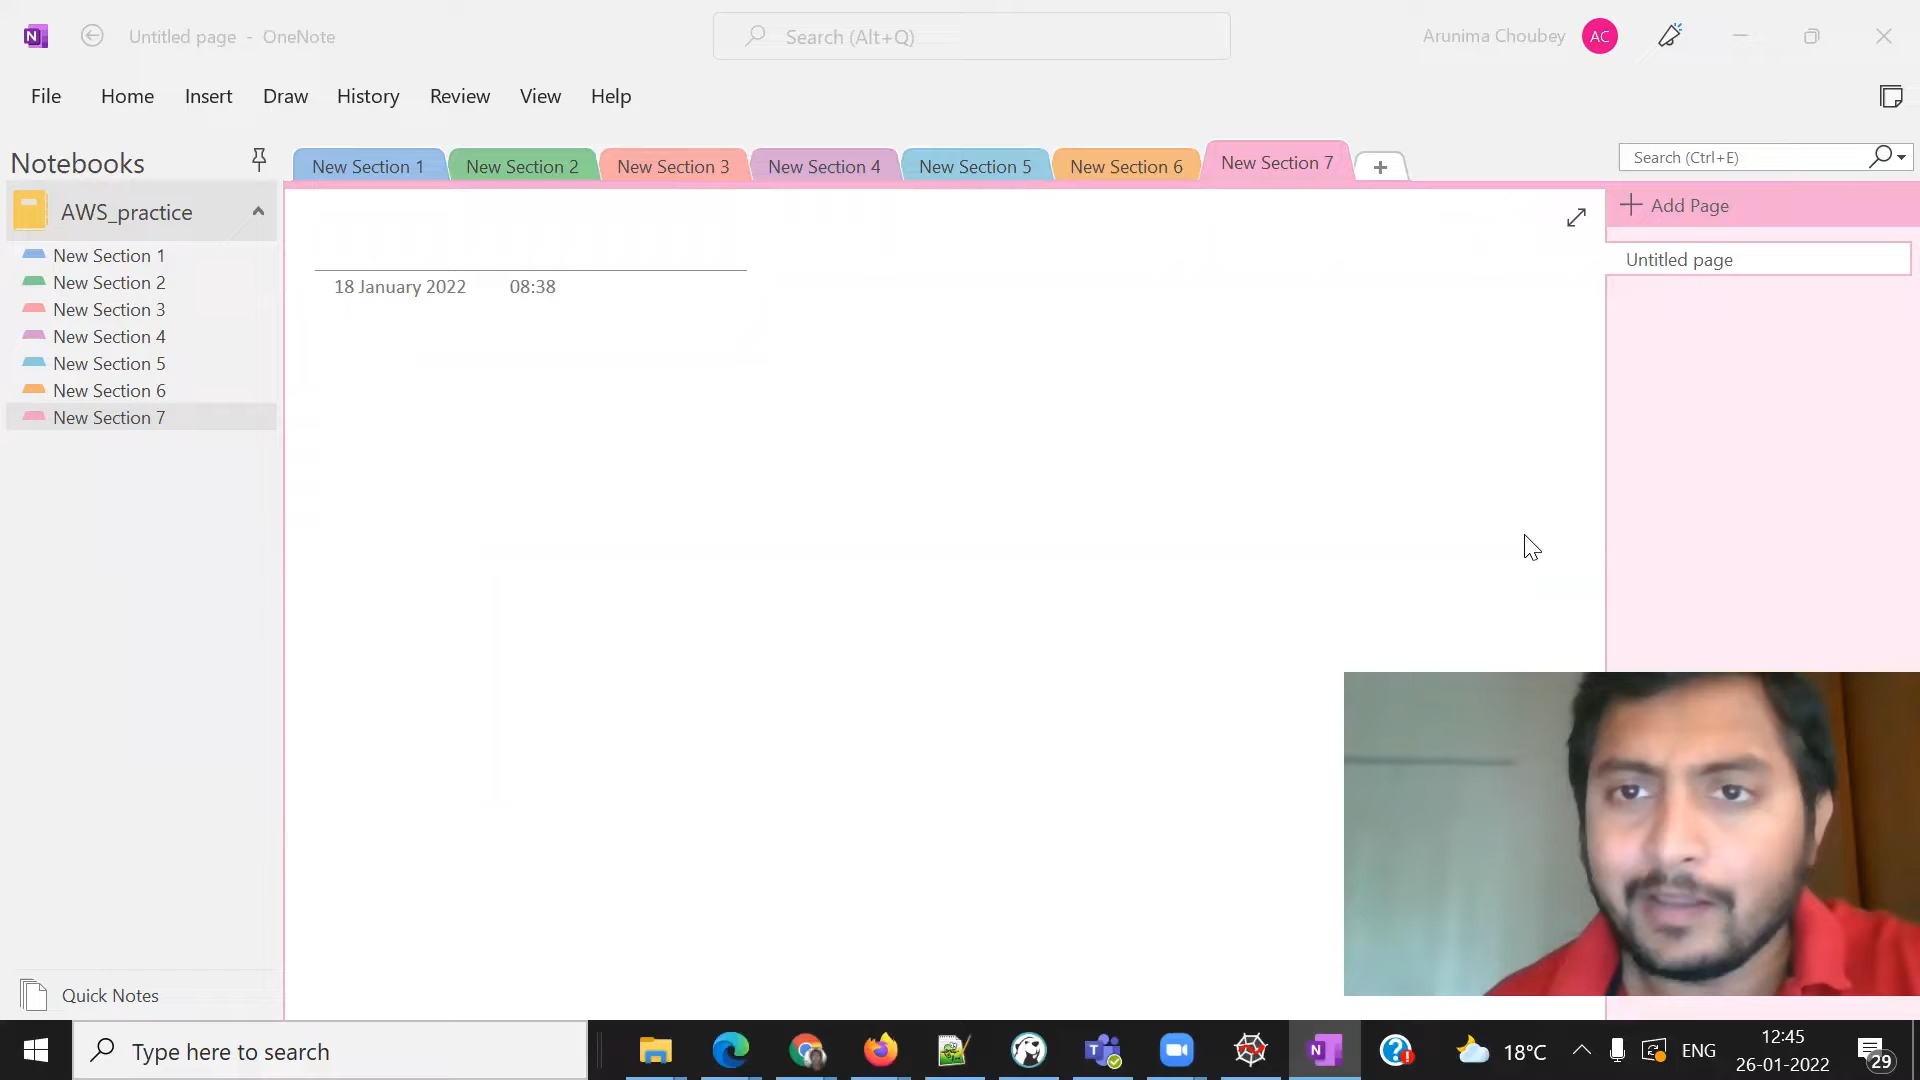 Untitled page - OneNote
Search (Alt+Q)
Arunima Choubey
AC
File Home Insert Draw History Review View Help
Notebooks
New Section 1
New Section 2
New Section 3
New Section 4
New Section 5
New Section 6
New Section 7
+
Search (Ctrl+E)
AWS_practice
New Section 1
New Section 2
New Section 3
New Section 4
New Section 5
New Section 6
New Section 7
18 January 2022 08:38
Add Page
Untitled page
Quick Notes
Type here to search
18°C
ENG
12:45
26-01-2022
29